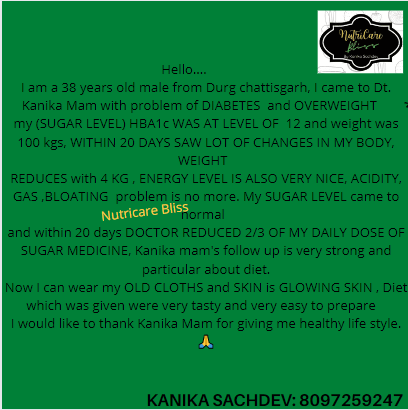 NutriCare
Bliss
By Kanika Sachdev
Hello....
I am a 38 years old male from Durg chattisgarh, I came to Dt.
Kanika Mam with problem of DIABETES and OVERWEIGHT
my (SUGAR LEVEL) HBA1c WAS AT LEVEL OF 12 and weight was
100 kgs, WITHIN 20 DAYS SAW LOT OF CHANGES IN MY BODY,
WEIGHT
REDUCES with 4 KG , ENERGY LEVEL IS ALSO VERY NICE, ACIDITY,
GAS ,BLOATING problem is no more. My SUGAR LEVEL came to
normal
Nutricare Bliss
and within 20 days DOCTOR REDUCED 2/3 OF MY DAILY DOSE OF
SUGAR MEDICINE, Kanika mam's follow up is very strong and
particular about diet.
Now I can wear my OLD CLOTHS and SKIN is GLOWING SKIN , Diet
which was given were very tasty and very easy to prepare
I would like to thank Kanika Mam for giving me healthy life style.
🙏
KANIKA SACHDEV: 8097259247